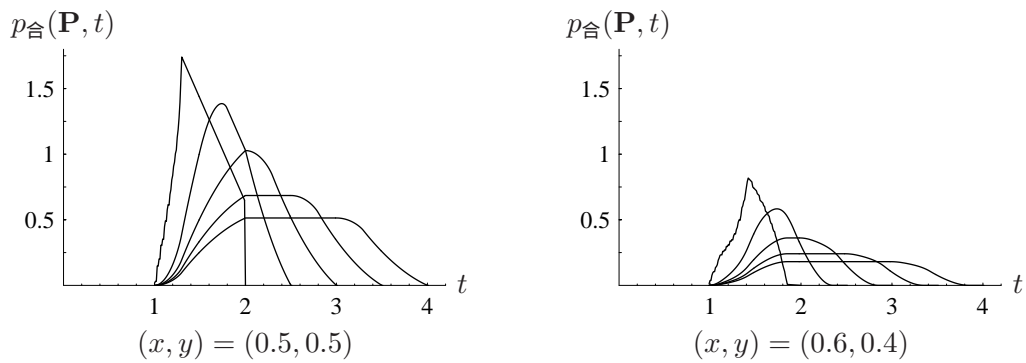 p合(P, t)
1.5
1
0.5
1 2 3 4 t
(x, y) = (0.5, 0.5)
p合(P, t)
1.5
1
0.5
1 2 3 4 t
(x, y) = (0.6, 0.4)